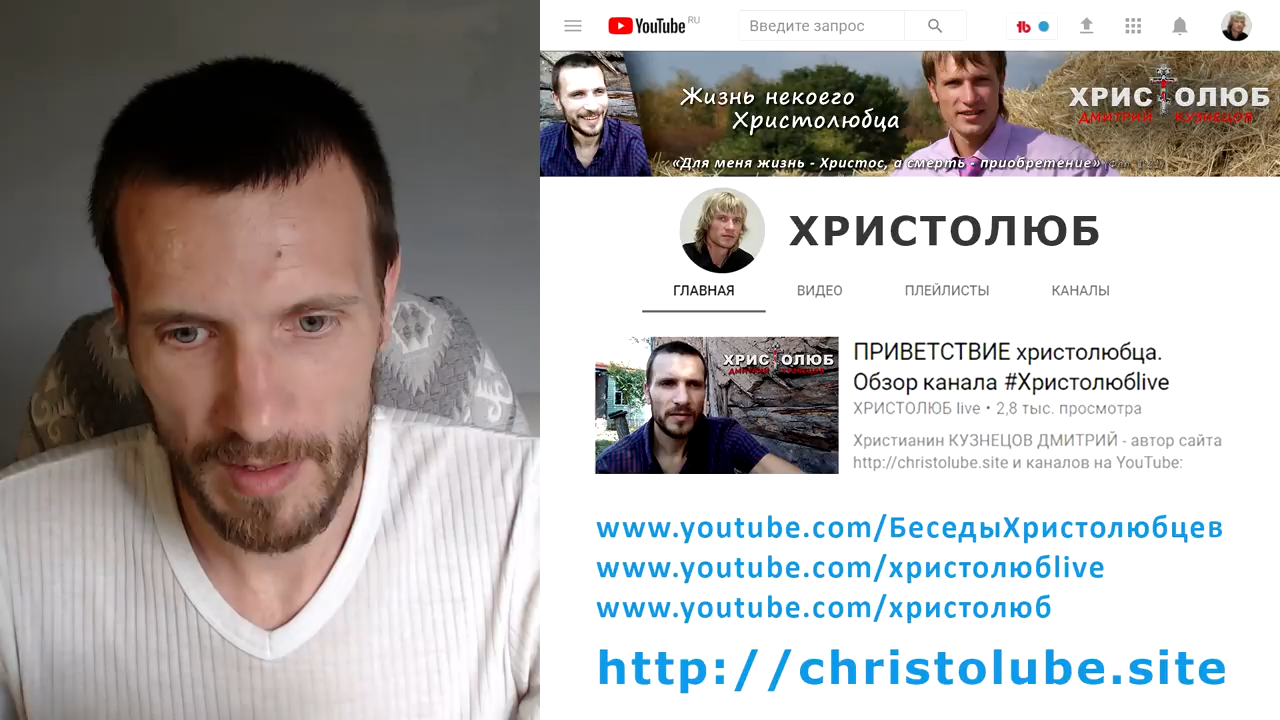 YouTube RU
Введите запрос
Жизнь некоего
Христолюбца
ХРИСТОЛЮБ
ДМИТРИЙ КУЗНЕЦОВ
«Для меня жизнь - Христос, а смерть - приобретение»
ХРИСТОЛЮБ
ГЛАВНАЯ ВИДЕО ПЛЕЙЛИСТЫ КАНАЛЫ
ХРИСТОЛЮБ
ДМИТРИЙ КУЗНЕЦОВ
ПРИВЕТСТВИЕ христолюбца.
Обзор канала #Христолюбlive
ХРИСТОЛЮБ live • 2,8 тыс. просмотра
Христианин КУЗНЕЦОВ ДМИТРИЙ - автор сайта
http://christolube.site и каналов на YouTube:
www.youtube.com/БеседыХристолюбцев
www.youtube.com/христолюбlive
www.youtube.com/христолюб
http://christolube.site